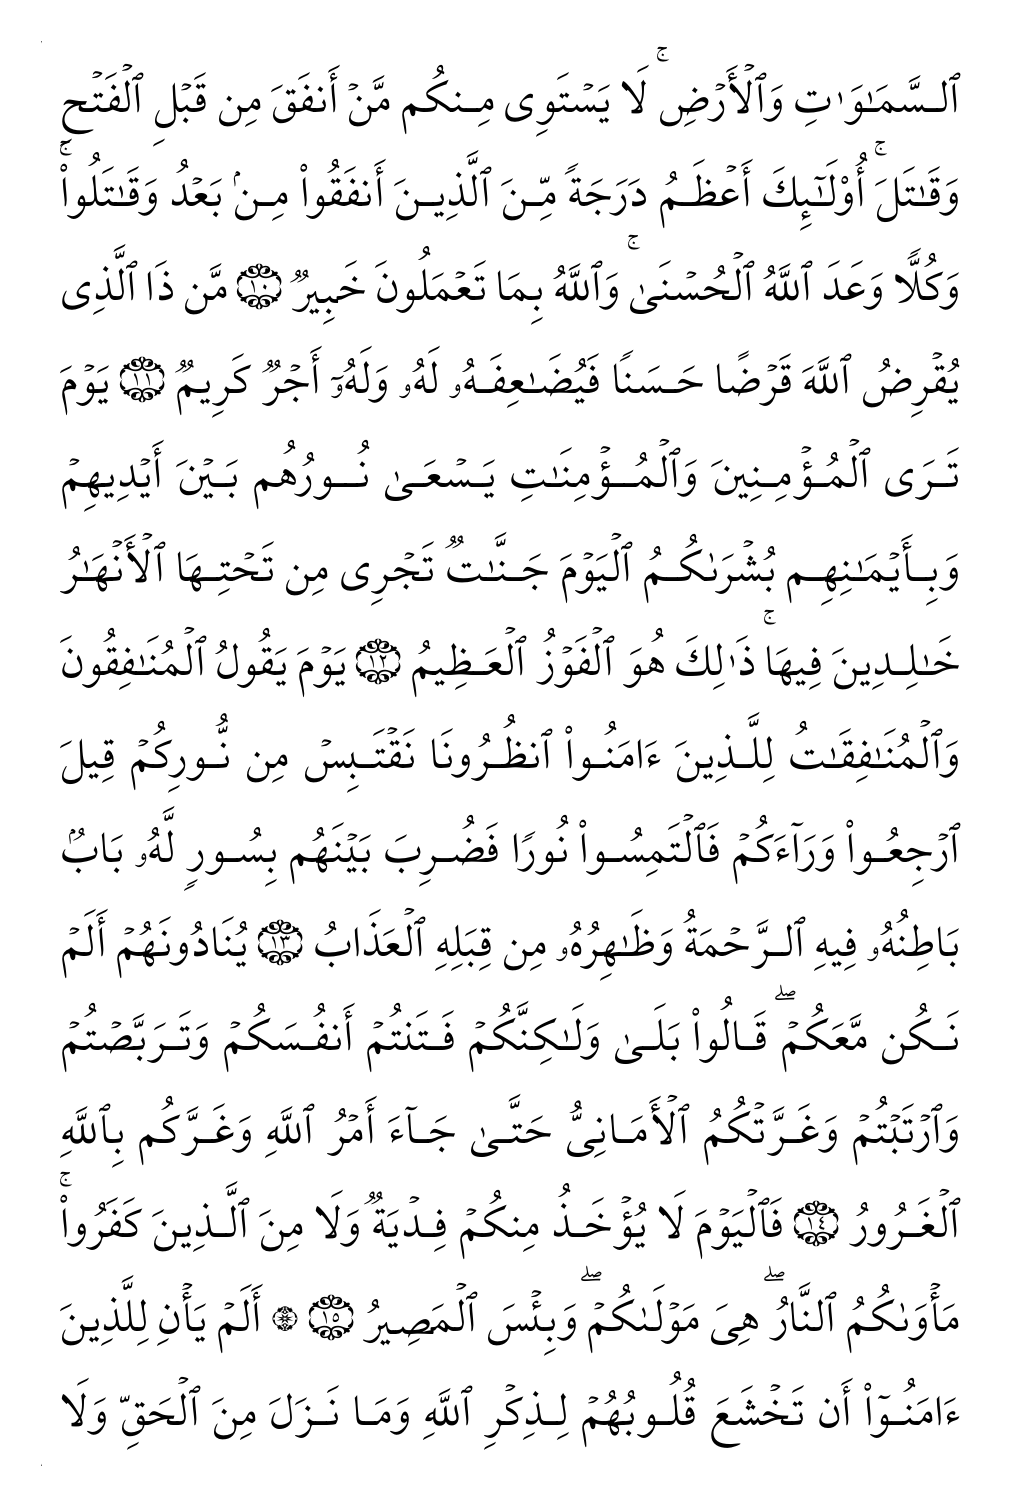 ٱلسَّمَٰوَٰتِ وَٱلۡأَرۡضِۚ لَا يَسۡتَوِى مِنكُم مَّنۡ أَنفَقَ مِن قَبۡلِ ٱلۡفَتۡحِ
وَقَٰتَلَۚ أُوْلَٰٓئِكَ أَعۡظَمُ دَرَجَةً مِّنَ ٱلَّذِينَ أَنفَقُواْ مِنۢ بَعۡدُ وَقَٰتَلُواْۚ
وَكُلًّا وَعَدَ ٱللَّهُ ٱلۡحُسۡنَىٰۚ وَٱللَّهُ بِمَا تَعۡمَلُونَ خَبِيرٌ ١٠ مَّن ذَا ٱلَّذِى
يُقۡرِضُ ٱللَّهَ قَرۡضًا حَسَنًا فَيُضَٰعِفَهُۥ لَهُۥ وَلَهُۥٓ أَجۡرٌ كَرِيمٌ ١١ يَوۡمَ
تَرَى ٱلۡمُؤۡمِنِينَ وَٱلۡمُؤۡمِنَٰتِ يَسۡعَىٰ نُورُهُم بَيۡنَ أَيۡدِيهِمۡ
وَبِأَيۡمَٰنِهِم بُشۡرَىٰكُمُ ٱلۡيَوۡمَ جَنَّٰتٌ تَجۡرِى مِن تَحۡتِهَا ٱلۡأَنۡهَٰرُ
خَٰلِدِينَ فِيهَاۚ ذَٰلِكَ هُوَ ٱلۡفَوۡزُ ٱلۡعَظِيمُ ١٢ يَوۡمَ يَقُولُ ٱلۡمُنَٰفِقُونَ
وَٱلۡمُنَٰفِقَٰتُ لِلَّذِينَ ءَامَنُواْ ٱنظُرُونَا نَقۡتَبِسۡ مِن نُّورِكُمۡ قِيلَ
ٱرۡجِعُواْ وَرَآءَكُمۡ فَٱلۡتَمِسُواْ نُورًا فَضُرِبَ بَيۡنَهُم بِسُورٍ لَّهُۥ بَابٌۢ
بَاطِنُهُۥ فِيهِ ٱلرَّحۡمَةُ وَظَٰهِرُهُۥ مِن قِبَلِهِ ٱلۡعَذَابُ ١٣ يُنَادُونَهُمۡ أَلَمۡ
نَكُن مَّعَكُمۡۖ قَالُواْ بَلَىٰ وَلَٰكِنَّكُمۡ فَتَنتُمۡ أَنفُسَكُمۡ وَتَرَبَّصۡتُمۡ
وَٱرۡتَبۡتُمۡ وَغَرَّتۡكُمُ ٱلۡأَمَانِىُّ حَتَّىٰ جَآءَ أَمۡرُ ٱللَّهِ وَغَرَّكُم بِٱللَّهِ
ٱلۡغَرُورُ ١٤ فَٱلۡيَوۡمَ لَا يُؤۡخَذُ مِنكُمۡ فِدۡيَةٌ وَلَا مِنَ ٱلَّذِينَ كَفَرُواْۚ
مَأۡوَىٰكُمُ ٱلنَّارُۖ هِىَ مَوۡلَىٰكُمۡۖ وَبِئۡسَ ٱلۡمَصِيرُ ١٥ ۞ أَلَمۡ يَأۡنِ لِلَّذِينَ
ءَامَنُوٓاْ أَن تَخۡشَعَ قُلُوبُهُمۡ لِذِكۡرِ ٱللَّهِ وَمَا نَزَلَ مِنَ ٱلۡحَقِّ وَلَا